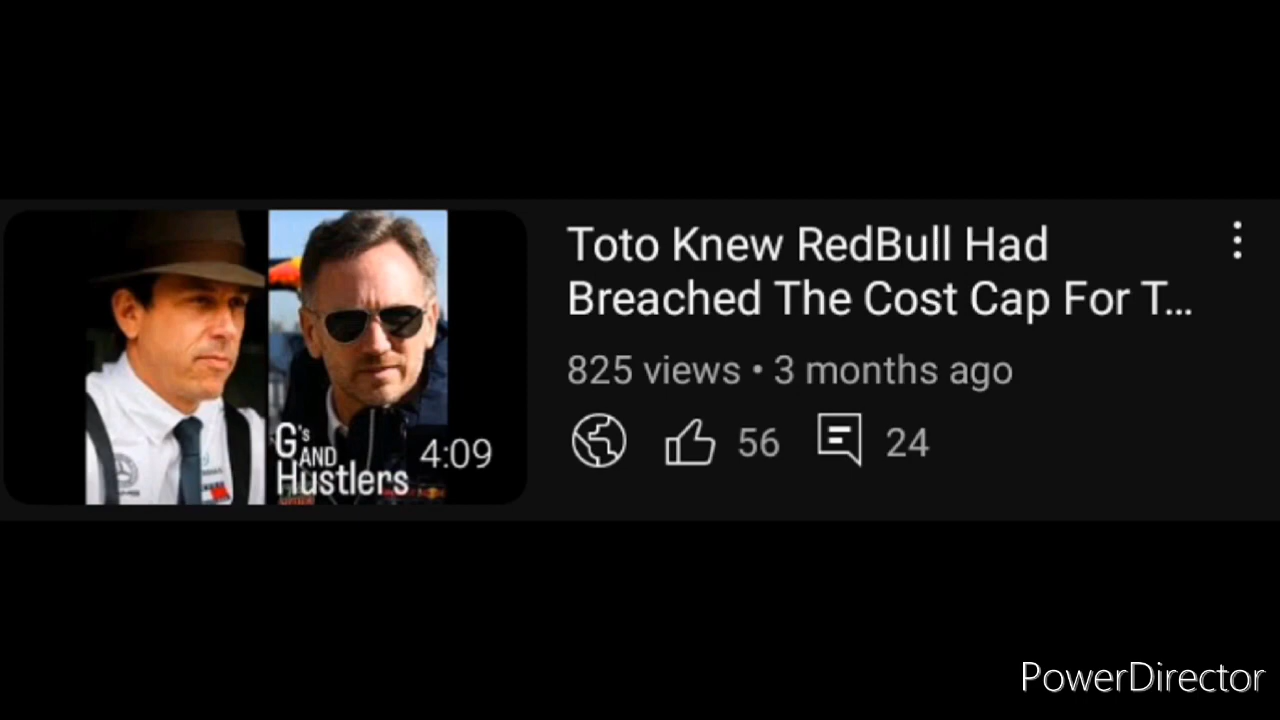 Toto Knew RedBull Had
Breached The Cost Cap For T...
825 views • 3 months ago
56 24
G's
AND
Hustlers
4:09
PowerDirector